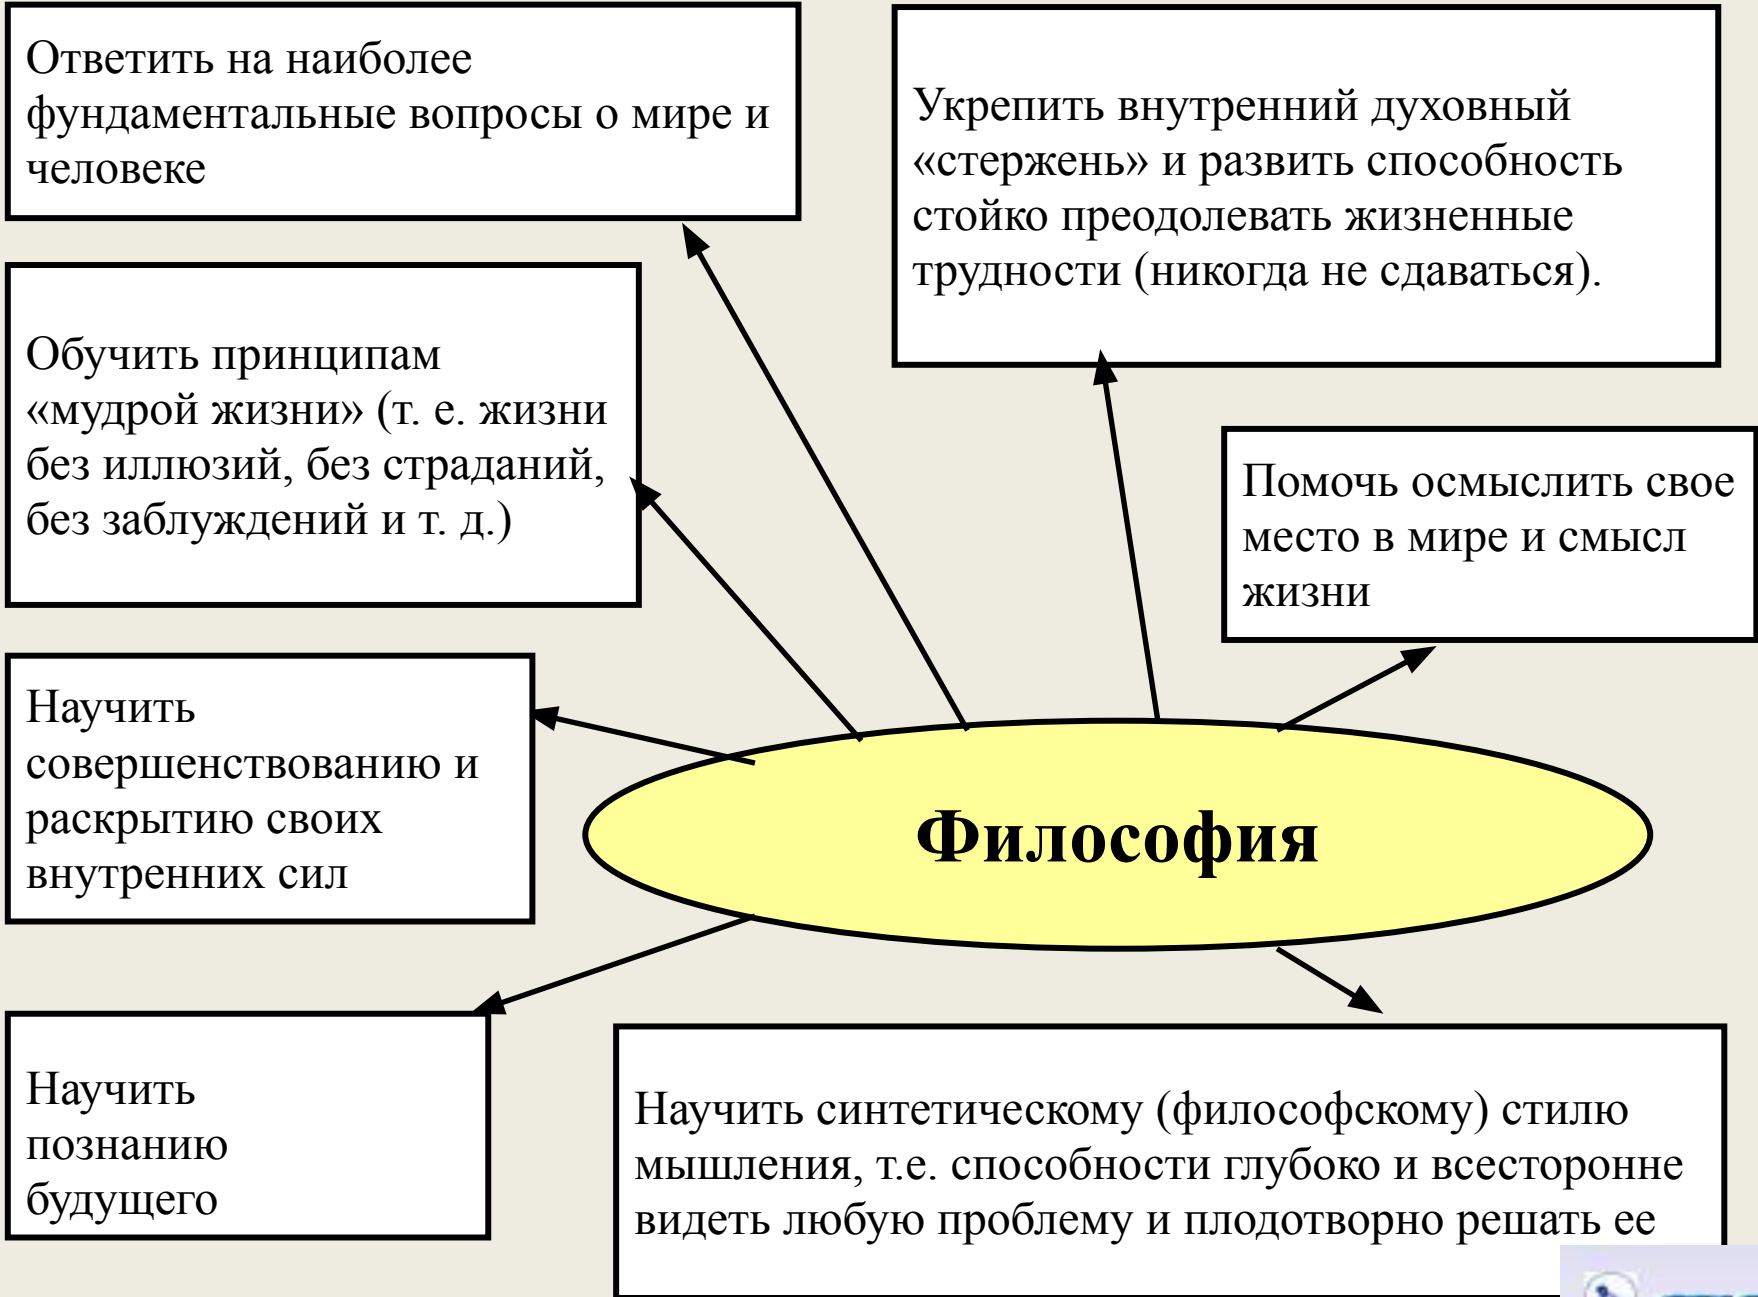 Ответить на наиболее
фундаментальные вопросы о мире и
человеке
Укрепить внутренний духовный
«стержень» и развить способность
стойко преодолевать жизненные
трудности (никогда не сдаваться).
Обучить принципам
«мудрой жизни» (т. е. жизни
без иллюзий, без страданий,
без заблуждений и т. д.)
Помочь осмыслить свое
место в мире и смысл
жизни
Научить
совершенствованию и
раскрытию своих
внутренних сил
Философия
Научить
познанию
будущего
Научить синтетическому (философскому) стилю
мышления, т.е. способности глубоко и всесторонне
видеть любую проблему и плодотворно решать ее